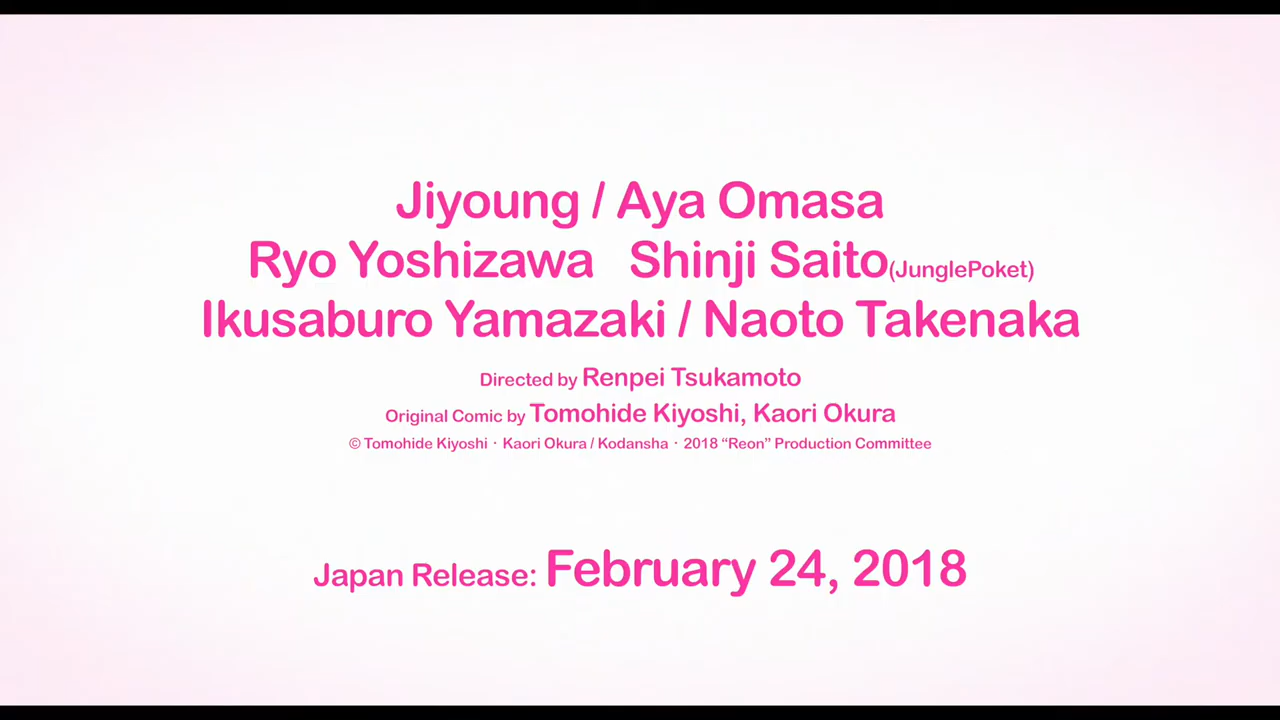 Jiyoung / Aya Omasa
Ryo Yoshizawa Shinji Saito(JunglePoket)
Ikusaburo Yamazaki / Naoto Takenaka
Directed by Renpei Tsukamoto
Original Comic by Tomohide Kiyoshi, Kaori Okura
© Tomohide Kiyoshi・Kaori Okura / Kodansha・2018 “Reon” Production Committee
Japan Release: February 24, 2018